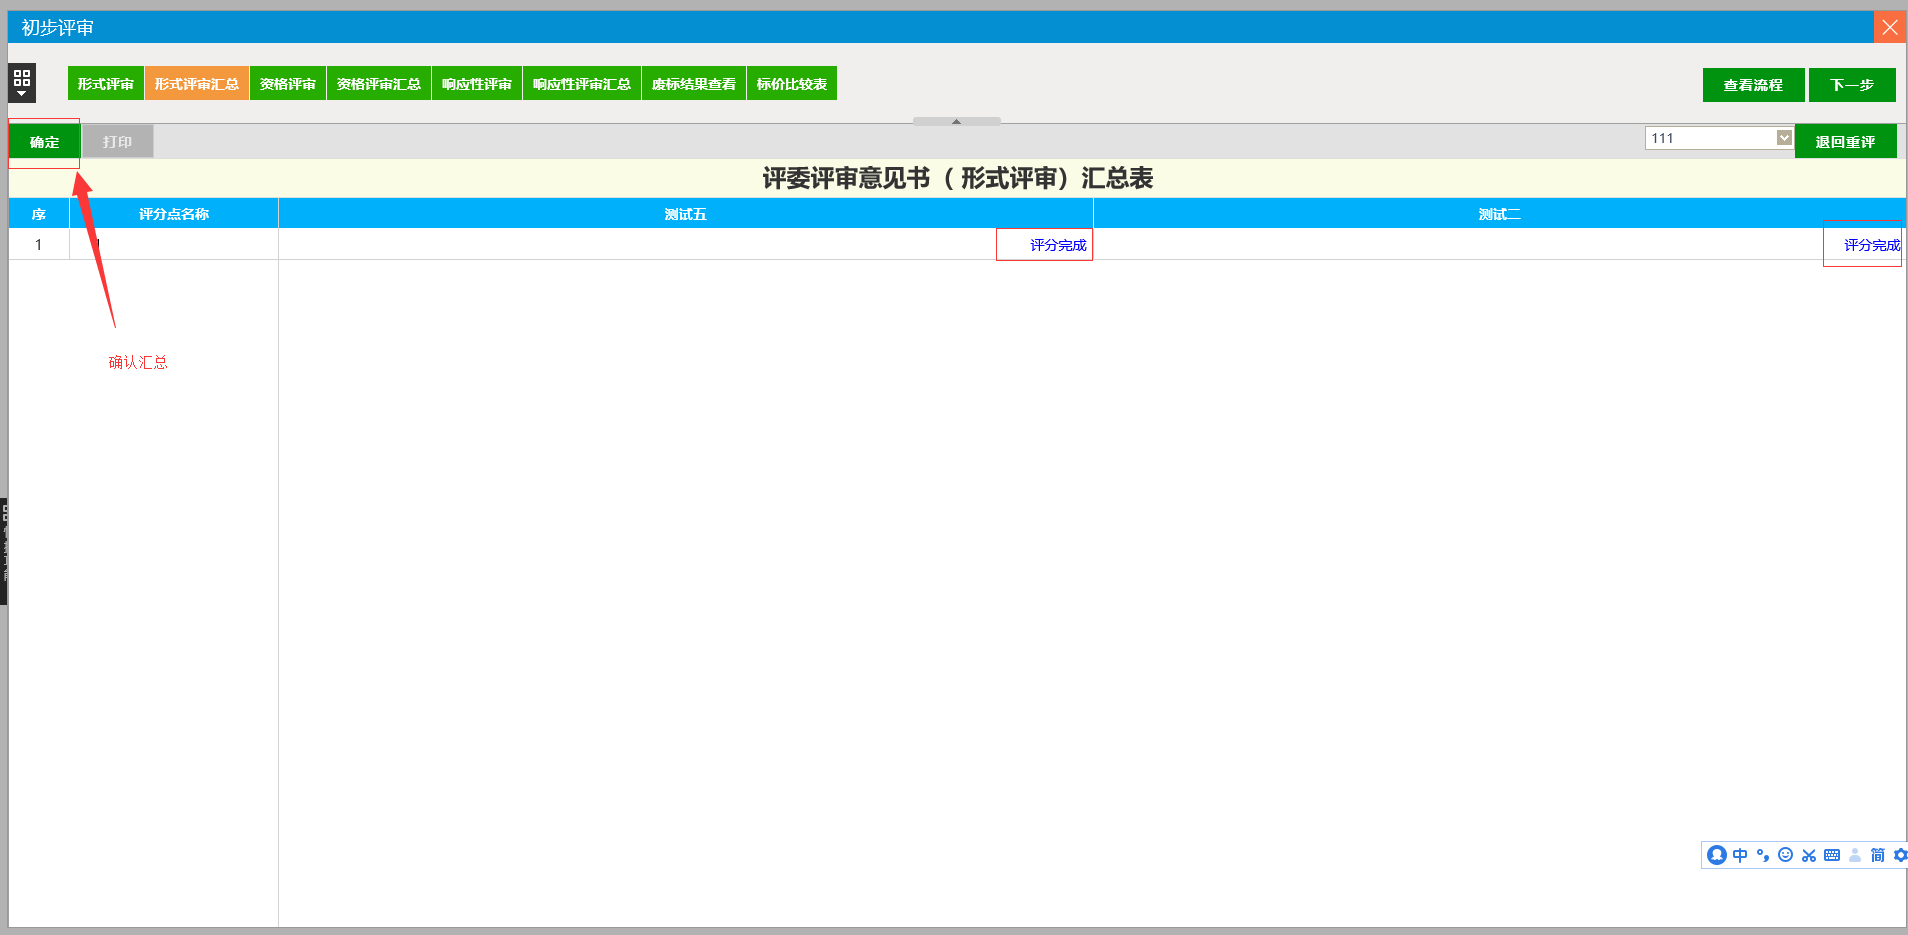 初步评审
形式评审 形式评审汇总 资格评审 资格评审汇总 响应性评审 响应性评审汇总 废标结果查看 标价比较表 查看流程 下一步
确定 打印 111 退回重评
评委评审意见书（形式评审）汇总表
序 评分点名称 测试五 测试二
1 评分完成 评分完成
确认汇总
中 简